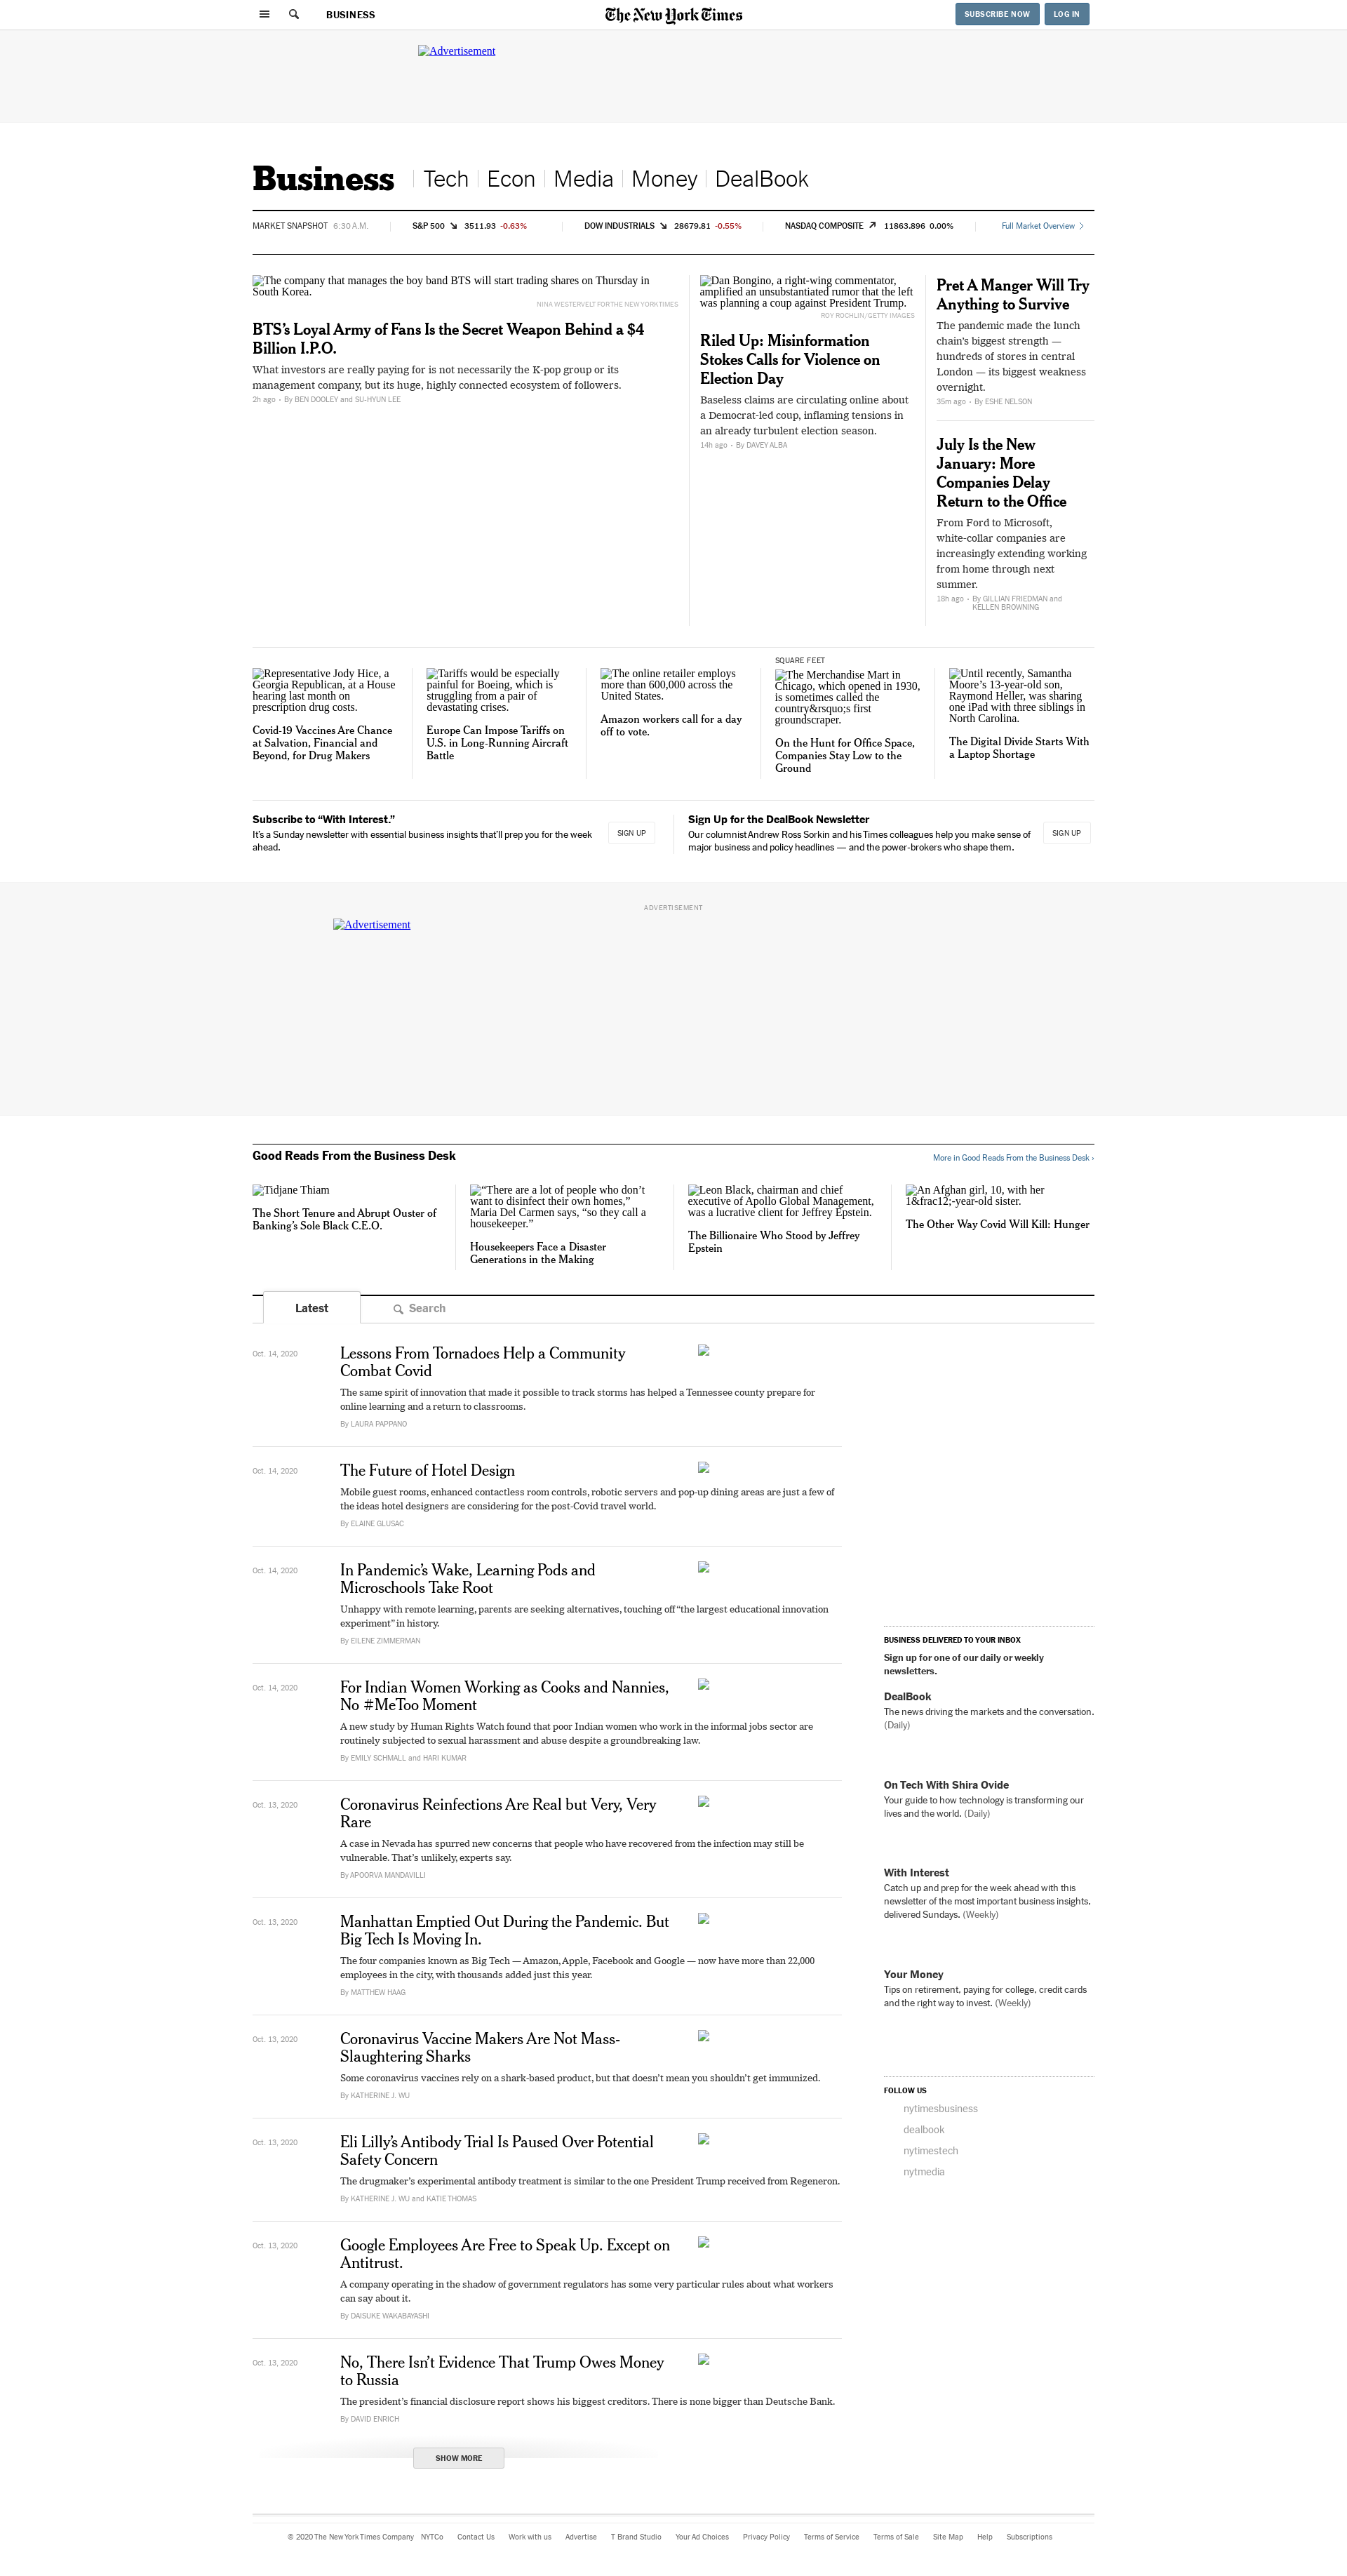 BUSINESS
The New York Times
SUBSCRIBE NOW
LOG IN
Advertisement
Business
Tech
Econ
Media
Money
DealBook
MARKET SNAPSHOT 6:30 A.M.
S&P 500 3511.93 -0.63%
DOW INDUSTRIALS 28679.81 -0.55%
NASDAQ COMPOSITE 11863.896 0.00%
Full Market Overview
The company that manages the boy band BTS will start trading shares on Thursday in
South Korea.
NINA WESTERVELT FOR THE NEW YORK TIMES
BTS’s Loyal Army of Fans Is the Secret Weapon Behind a $4
Billion I.P.O.
What investors are really paying for is not necessarily the K-pop group or its
management company, but its huge, highly connected ecosystem of followers.
2h ago • By BEN DOOLEY and SU-HYUN LEE
Dan Bongino, a right-wing commentator,
amplified an unsubstantiated rumor that the left
was planning a coup against President Trump.
ROY ROCHLIN/GETTY IMAGES
Riled Up: Misinformation
Stokes Calls for Violence on
Election Day
Baseless claims are circulating online about
a Democrat-led coup, inflaming tensions in
an already turbulent election season.
14h ago • By DAVEY ALBA
Pret A Manger Will Try
Anything to Survive
The pandemic made the lunch
chain’s biggest strength —
hundreds of stores in central
London — its biggest weakness
overnight.
35m ago • By ESHE NELSON
July Is the New
January: More
Companies Delay
Return to the Office
From Ford to Microsoft,
white-collar companies are
increasingly extending working
from home through next
summer.
18h ago • By GILLIAN FRIEDMAN and
KELLEN BROWNING
Representative Jody Hice, a
Georgia Republican, at a House
hearing last month on
prescription drug costs.
Covid-19 Vaccines Are Chance
at Salvation, Financial and
Beyond, for Drug Makers
Tariffs would be especially
painful for Boeing, which is
struggling from a pair of
devastating crises.
Europe Can Impose Tariffs on
U.S. in Long-Running Aircraft
Battle
The online retailer employs
more than 600,000 across the
United States.
Amazon workers call for a day
off to vote.
SQUARE FEET
The Merchandise Mart in
Chicago, which opened in 1930,
is sometimes called the
country&rsquo;s first
groundscraper.
On the Hunt for Office Space,
Companies Stay Low to the
Ground
Until recently, Samantha
Moore’s 13-year-old son,
Raymond Heller, was sharing
one iPad with three siblings in
North Carolina.
The Digital Divide Starts With
a Laptop Shortage
Subscribe to “With Interest.”
It’s a Sunday newsletter with essential business insights that’ll prep you for the week
ahead.
SIGN UP
Sign Up for the DealBook Newsletter
Our columnist Andrew Ross Sorkin and his Times colleagues help you make sense of
major business and policy headlines — and the power-brokers who shape them.
SIGN UP
ADVERTISEMENT
Advertisement
Good Reads From the Business Desk
More in Good Reads From the Business Desk ›
Tidjane Thiam
The Short Tenure and Abrupt Ouster of
Banking’s Sole Black C.E.O.
“There are a lot of people who don’t
want to disinfect their own homes,”
Maria Del Carmen says, “so they call a
housekeeper.”
Housekeepers Face a Disaster
Generations in the Making
Leon Black, chairman and chief
executive of Apollo Global Management,
was a lucrative client for Jeffrey Epstein.
The Billionaire Who Stood by Jeffrey
Epstein
An Afghan girl, 10, with her
1&frac12;-year-old sister.
The Other Way Covid Will Kill: Hunger
Latest
Search
Oct. 14, 2020
Lessons From Tornadoes Help a Community
Combat Covid
The same spirit of innovation that made it possible to track storms has helped a Tennessee county prepare for
online learning and a return to classrooms.
By LAURA PAPPANO
Oct. 14, 2020
The Future of Hotel Design
Mobile guest rooms, enhanced contactless room controls, robotic servers and pop-up dining areas are just a few of
the ideas hotel designers are considering for the post-Covid travel world.
By ELAINE GLUSAC
Oct. 14, 2020
In Pandemic’s Wake, Learning Pods and
Microschools Take Root
Unhappy with remote learning, parents are seeking alternatives, touching off “the largest educational innovation
experiment” in history.
By EILENE ZIMMERMAN
Oct. 14, 2020
For Indian Women Working as Cooks and Nannies,
No #MeToo Moment
A new study by Human Rights Watch found that poor Indian women who work in the informal jobs sector are
routinely subjected to sexual harassment and abuse despite a groundbreaking law.
By EMILY SCHMALL and HARI KUMAR
Oct. 13, 2020
Coronavirus Reinfections Are Real but Very, Very
Rare
A case in Nevada has spurred new concerns that people who have recovered from the infection may still be
vulnerable. That’s unlikely, experts say.
By APOORVA MANDAVILLI
Oct. 13, 2020
Manhattan Emptied Out During the Pandemic. But
Big Tech Is Moving In.
The four companies known as Big Tech — Amazon, Apple, Facebook and Google — now have more than 22,000
employees in the city, with thousands added just this year.
By MATTHEW HAAG
Oct. 13, 2020
Coronavirus Vaccine Makers Are Not Mass-
Slaughtering Sharks
Some coronavirus vaccines rely on a shark-based product, but that doesn’t mean you shouldn’t get immunized.
By KATHERINE J. WU
Oct. 13, 2020
Eli Lilly’s Antibody Trial Is Paused Over Potential
Safety Concern
The drugmaker’s experimental antibody treatment is similar to the one President Trump received from Regeneron.
By KATHERINE J. WU and KATIE THOMAS
Oct. 13, 2020
Google Employees Are Free to Speak Up. Except on
Antitrust.
A company operating in the shadow of government regulators has some very particular rules about what workers
can say about it.
By DAISUKE WAKABAYASHI
Oct. 13, 2020
No, There Isn’t Evidence That Trump Owes Money
to Russia
The president’s financial disclosure report shows his biggest creditors. There is none bigger than Deutsche Bank.
By DAVID ENRICH
SHOW MORE
BUSINESS DELIVERED TO YOUR INBOX
Sign up for one of our daily or weekly
newsletters.
DealBook
The news driving the markets and the conversation.
(Daily)
On Tech With Shira Ovide
Your guide to how technology is transforming our
lives and the world. (Daily)
With Interest
Catch up and prep for the week ahead with this
newsletter of the most important business insights,
delivered Sundays. (Weekly)
Your Money
Tips on retirement, paying for college, credit cards
and the right way to invest. (Weekly)
FOLLOW US
nytimesbusiness
dealbook
nytimestech
nytmedia
© 2020 The New York Times Company NYTCo Contact Us Work with us Advertise T Brand Studio Your Ad Choices Privacy Policy Terms of Service Terms of Sale Site Map Help Subscriptions